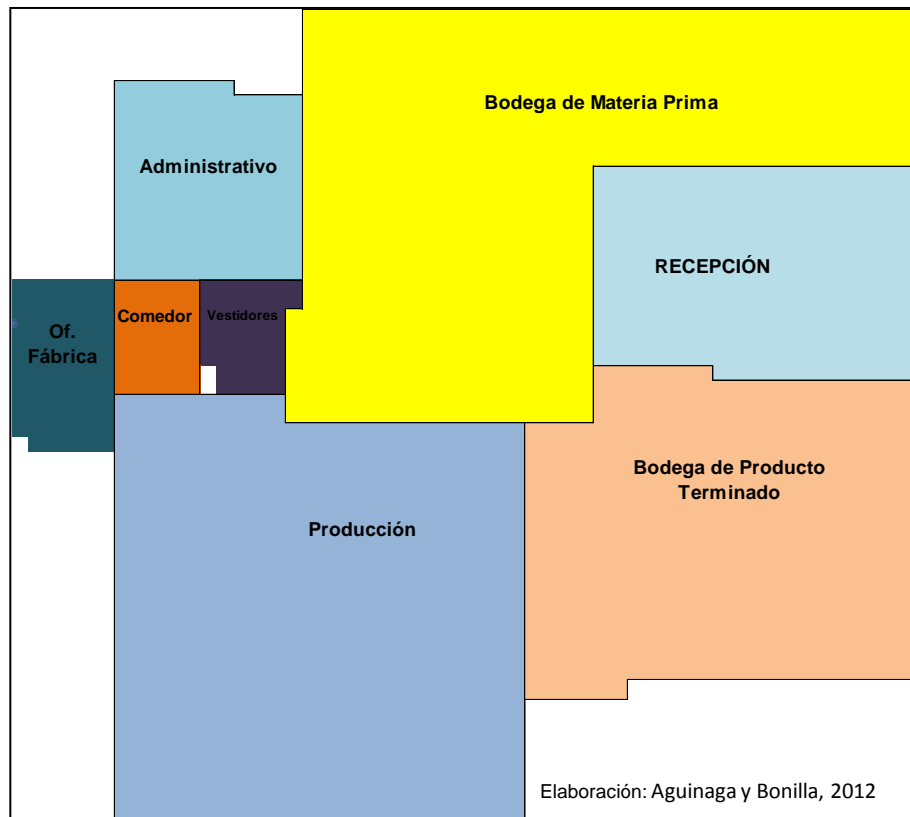 Bodega de Materia Prima
Administrativo
RECEPCIÓN
Comedor
Vestidores
Of.
Fábrica
Bodega de Producto
Terminado
Producción
Elaboración: Aguinaga y Bonilla, 2012